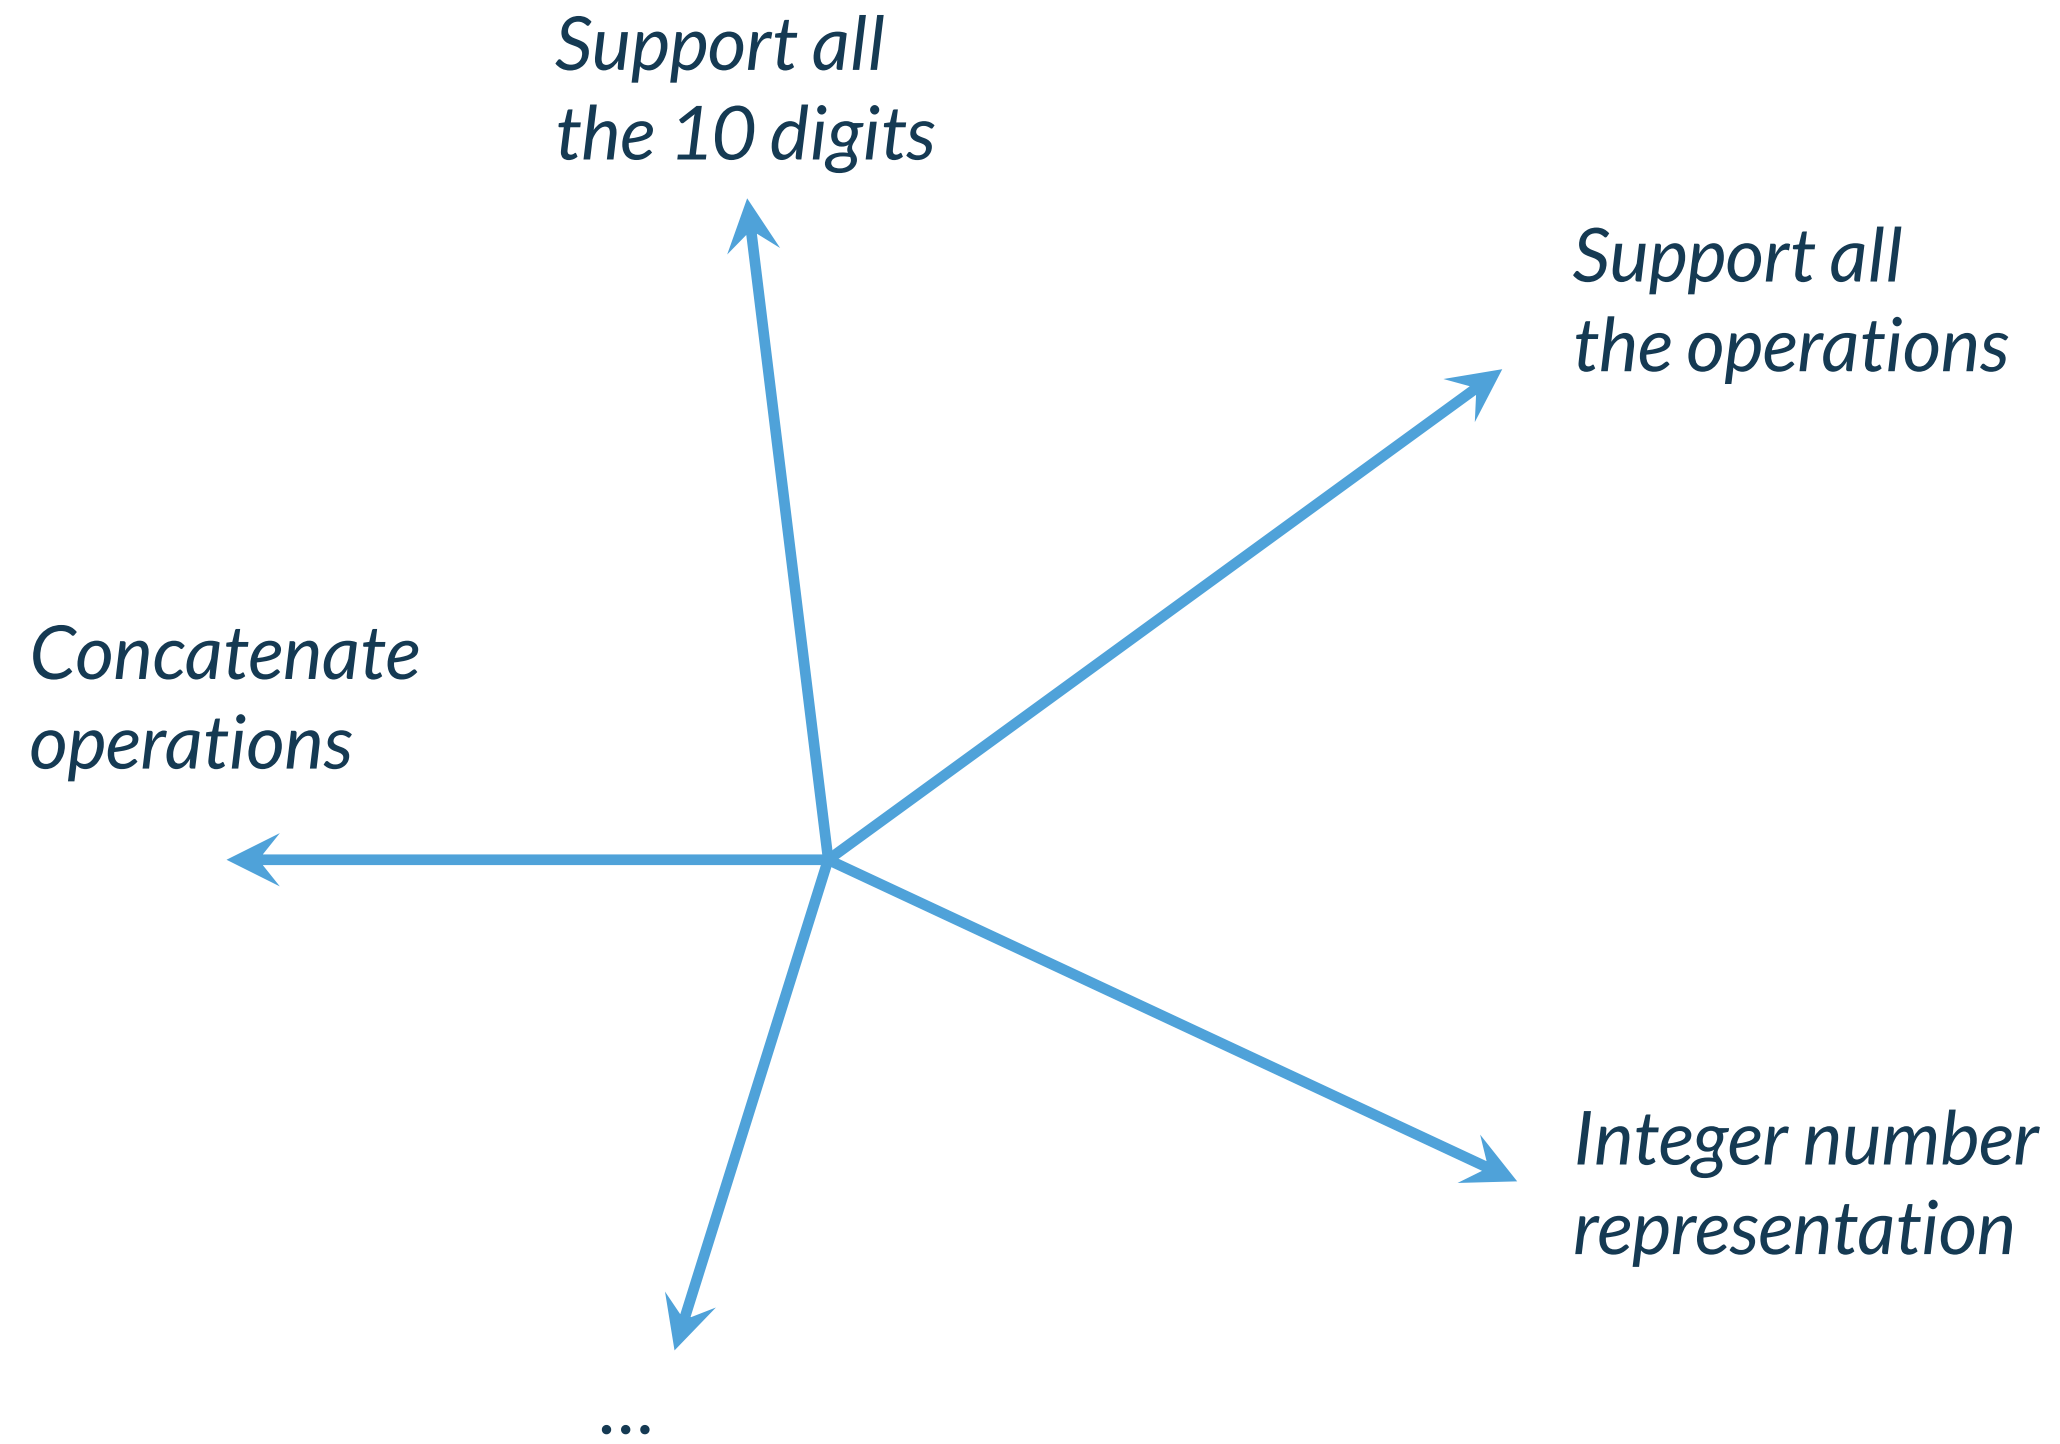 Support all
the 10 digits
Support all
the operations
Concatenate
operations
Integer number
representation
...